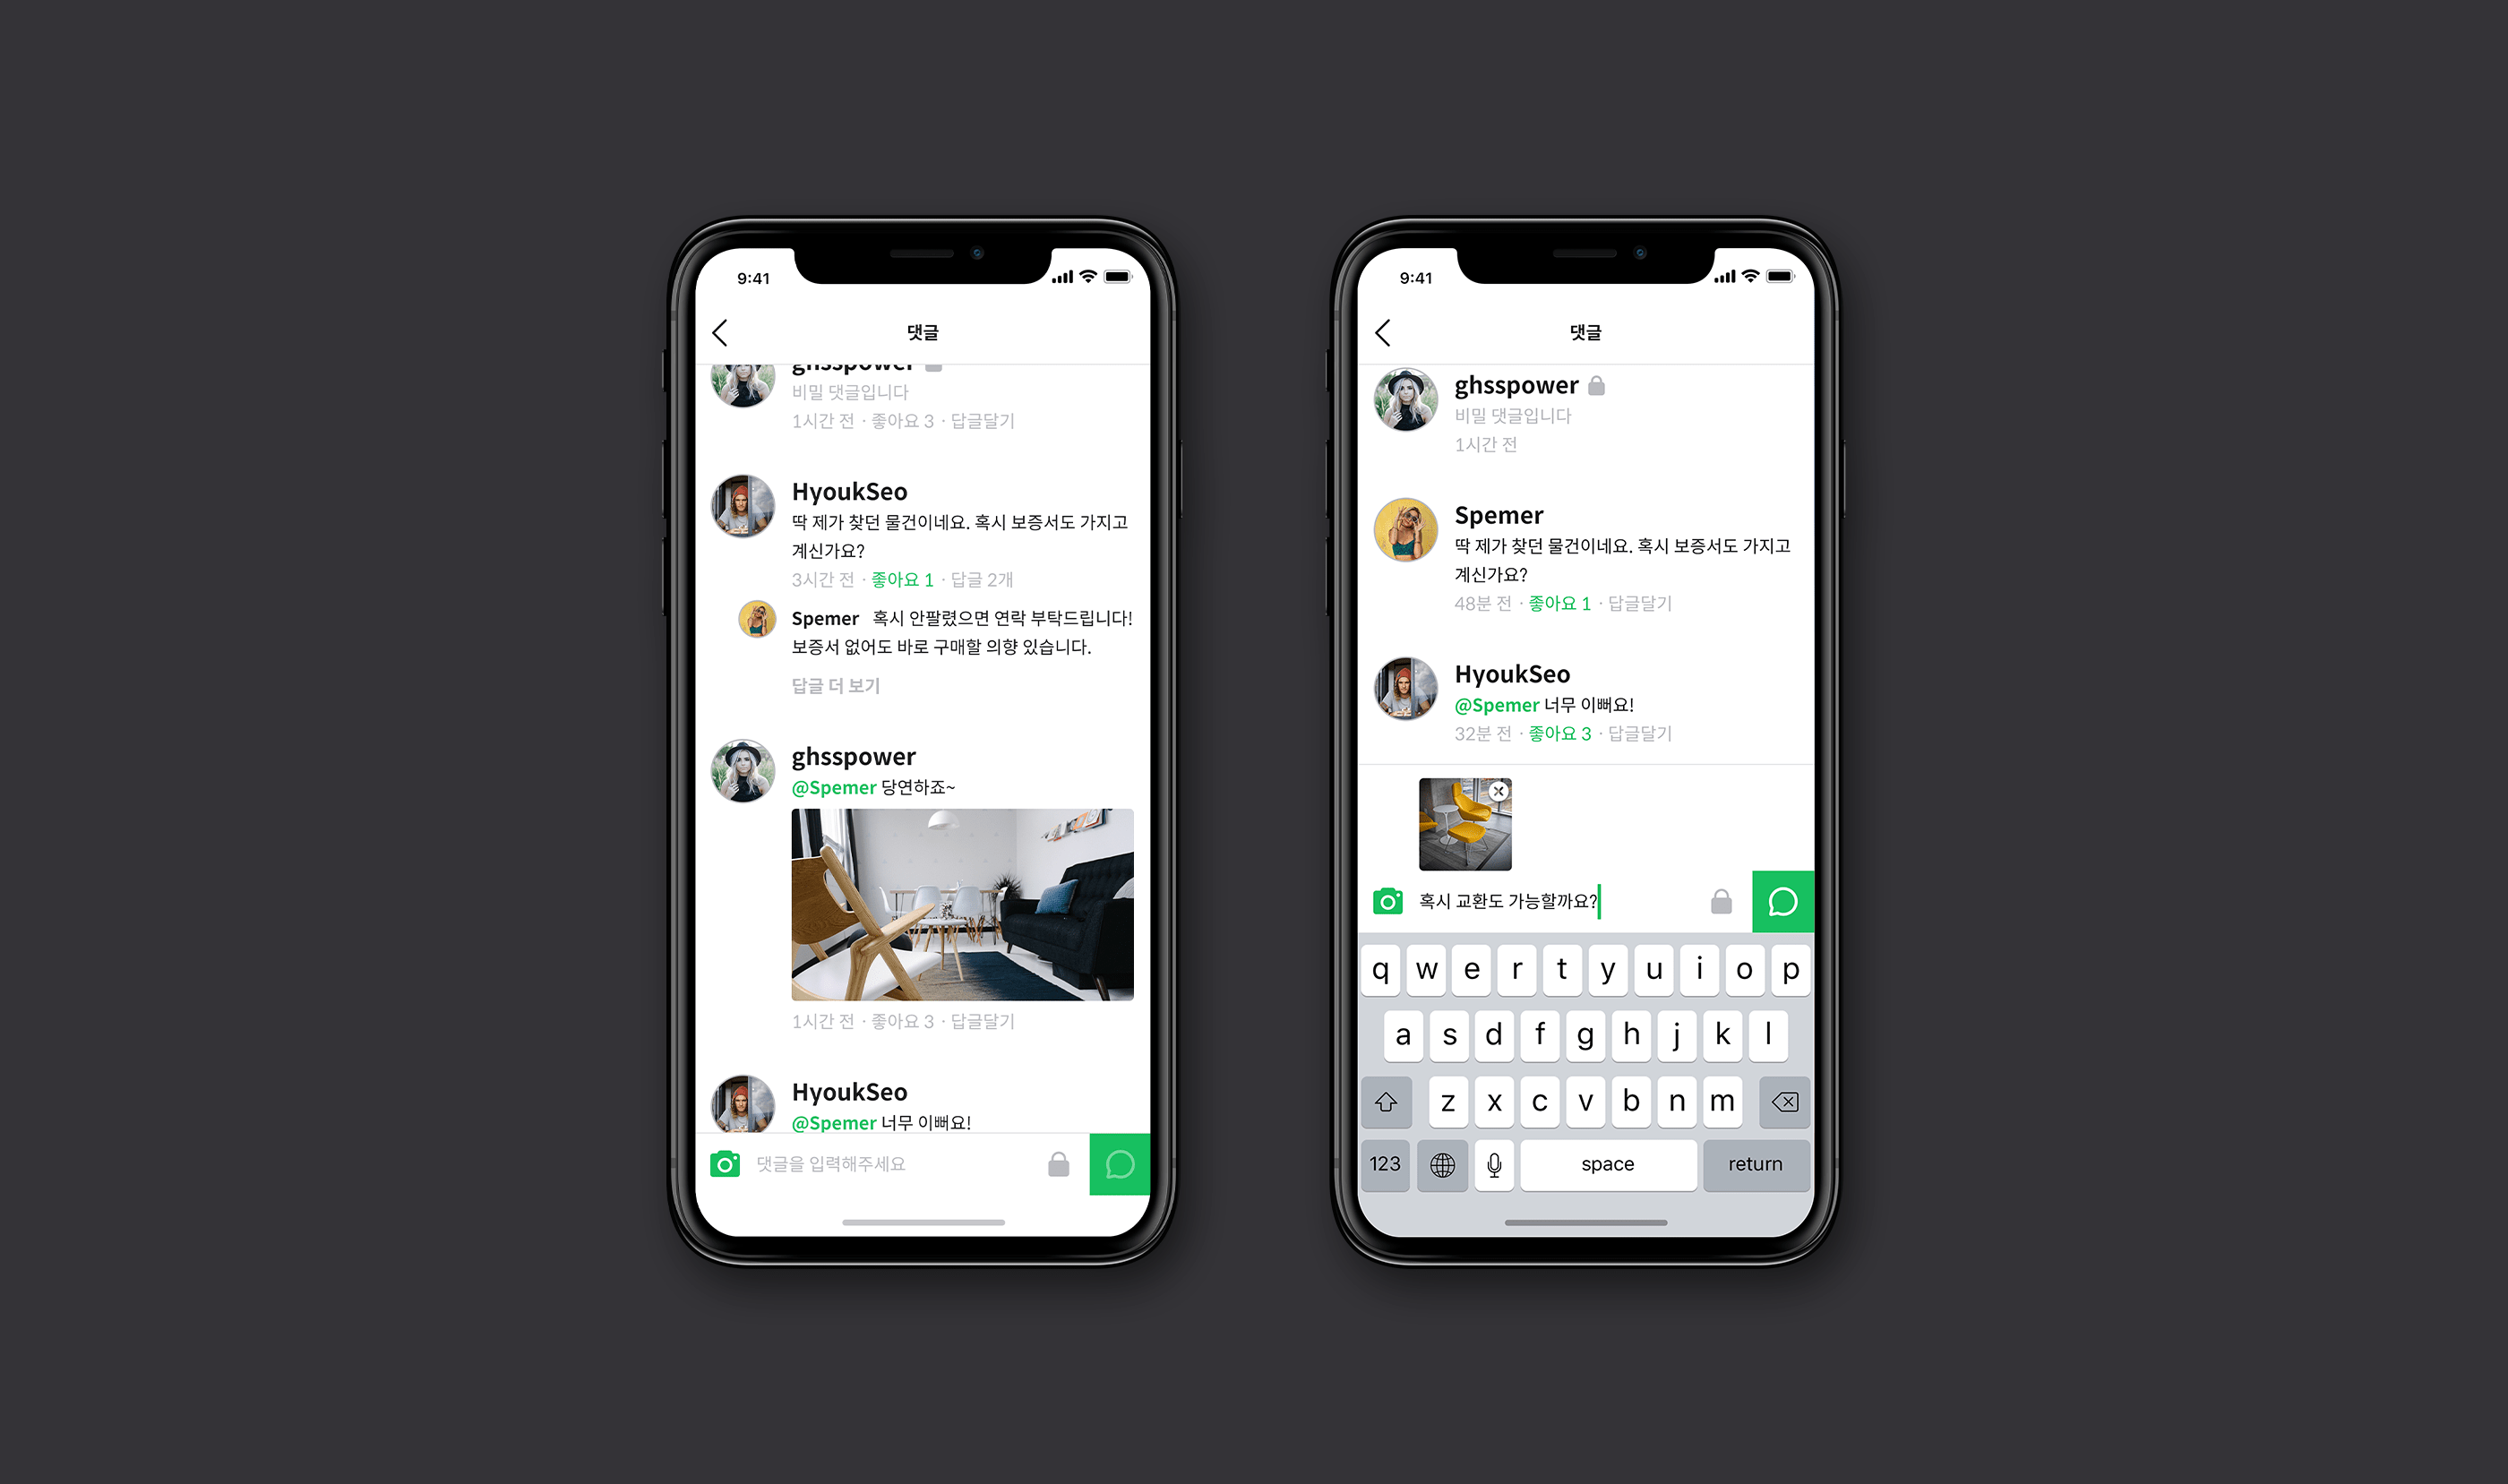 9:41
댓글
ghsspower
비밀 댓글입니다
1시간 전 · 좋아요 3 · 답글달기
HyoukSeo
딱 제가 찾던 물건이네요. 혹시 보증서도 가지고
계신가요?
3시간 전 · 좋아요 1 · 답글 2개
Spemer 혹시 안팔렸으면 연락 부탁드립니다!
보증서 없어도 바로 구매할 의향 있습니다.
답글 더 보기
ghsspower
@Spemer 당연하죠~
1시간 전 · 좋아요 3 · 답글달기
HyoukSeo
@Spemer 너무 이뻐요!
댓글을 입력해주세요
9:41
댓글
ghsspower
비밀 댓글입니다
1시간 전
Spemer
딱 제가 찾던 물건이네요. 혹시 보증서도 가지고
계신가요?
48분 전 · 좋아요 1 · 답글달기
HyoukSeo
@Spemer 너무 이뻐요!
32분 전 · 좋아요 3 · 답글달기
혹시 교환도 가능할까요?
q w e r t y u i o p
a s d f g h j k l
z x c v b n m
123 space return